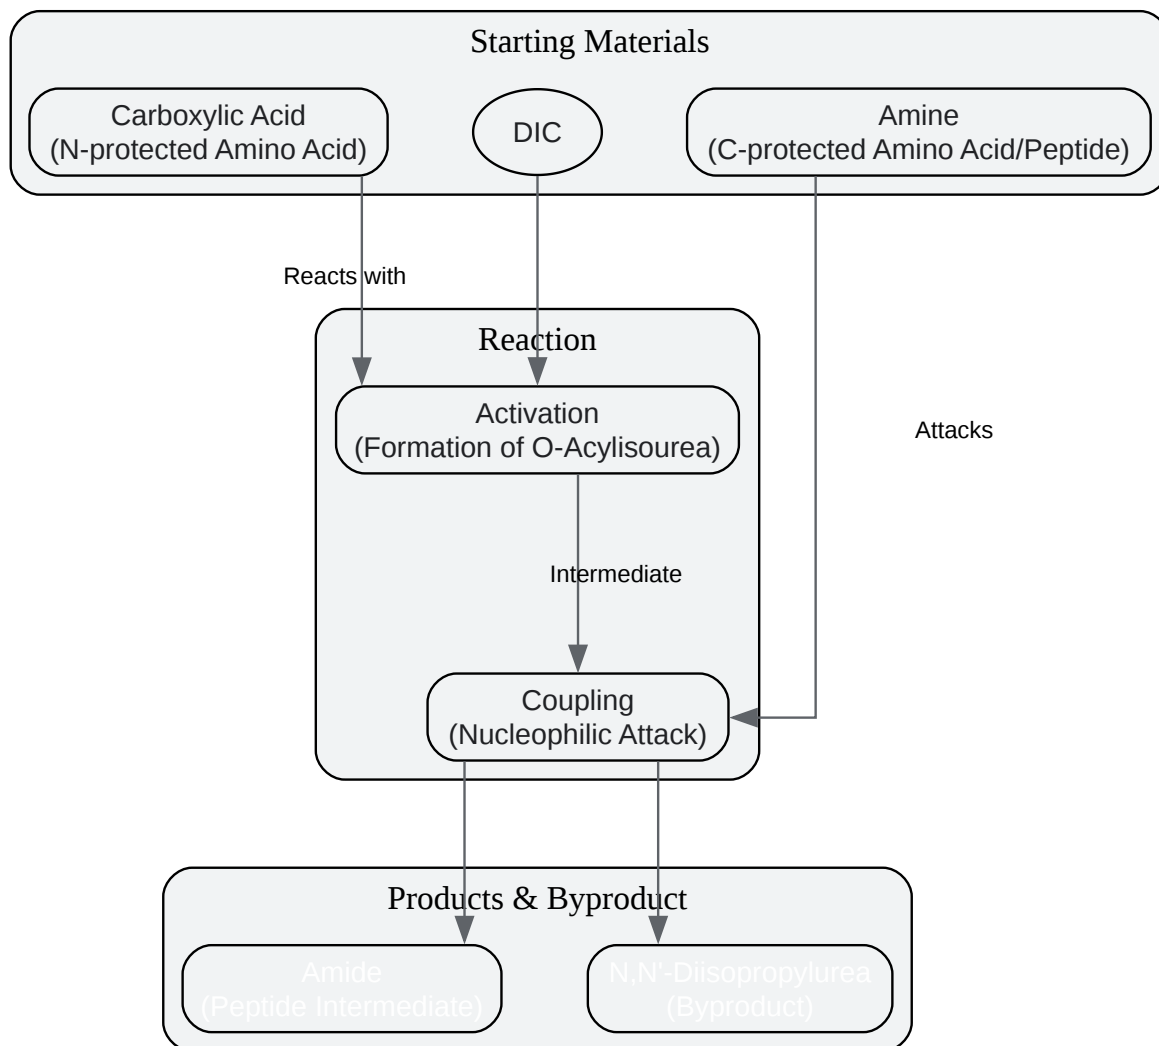 Starting Materials
Carboxylic Acid
(N-protected Amino Acid)
DIC
Amine
(C-protected Amino Acid/Peptide)
Reacts with
Reaction
Activation
(Formation of O-Acylisourea)
Attacks
Intermediate
Coupling
(Nucleophilic Attack)
Products & Byproduct
Amide
(Peptide Intermediate)
N,N'-Diisopropylurea
(Byproduct)